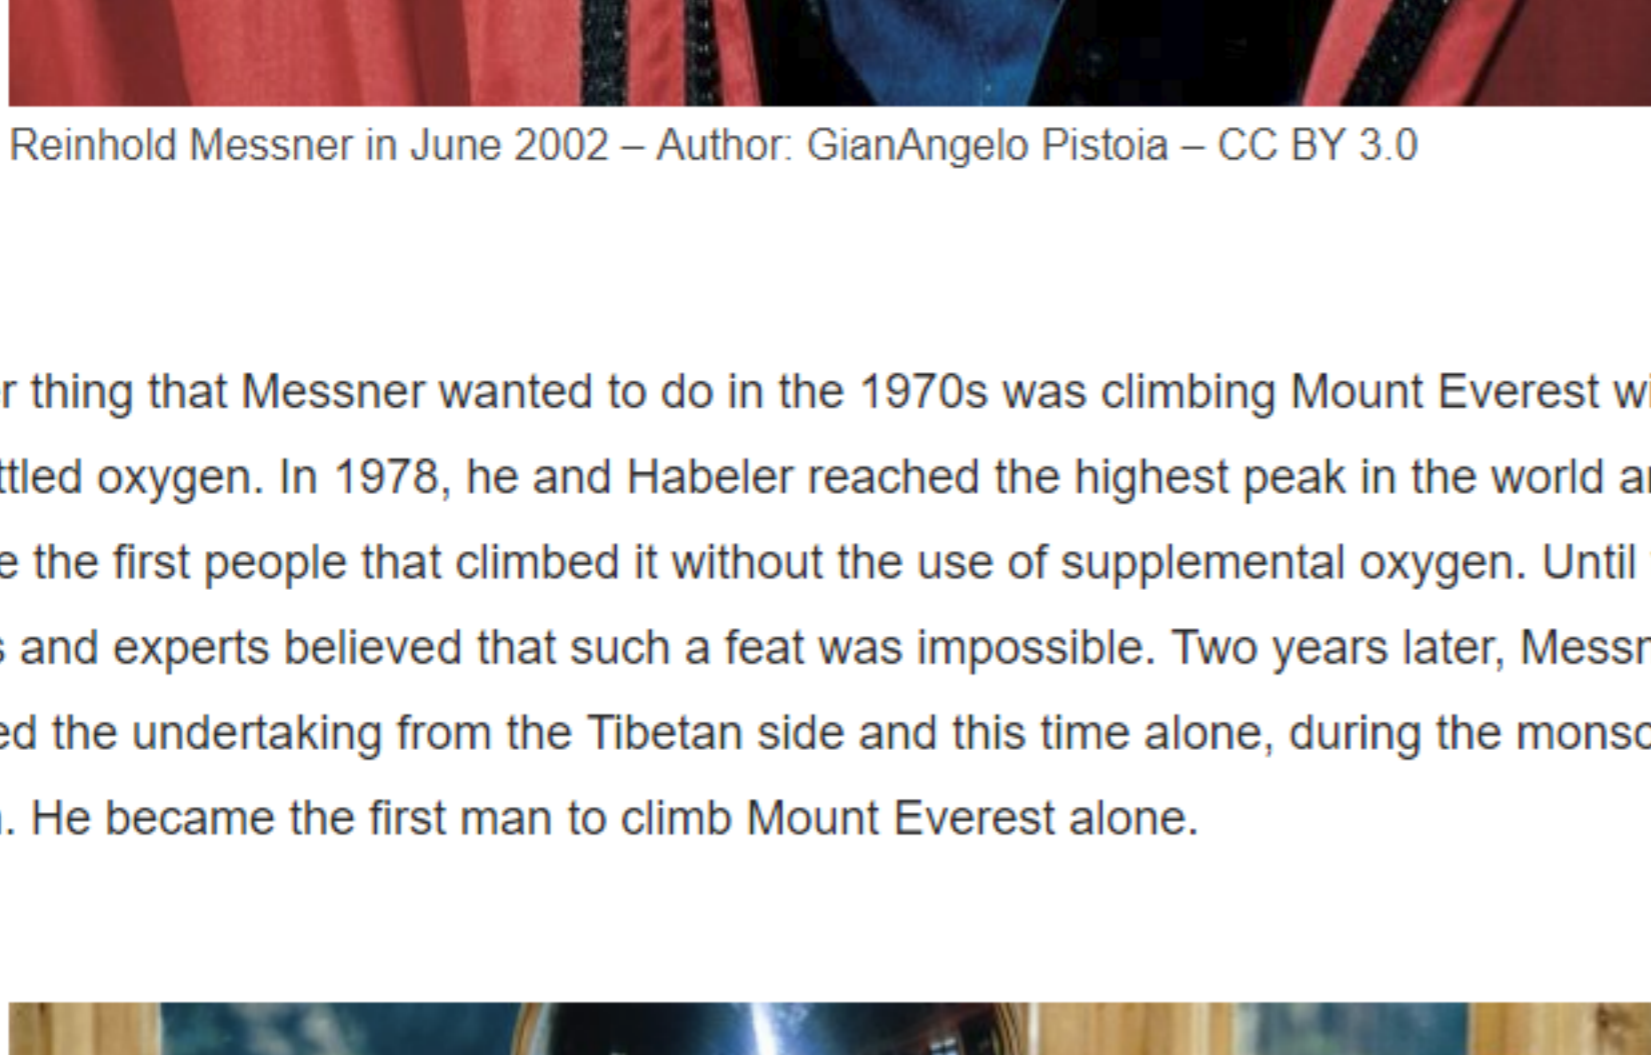 Reinhold Messner in June 2002 – Author: GianAngelo Pistoia – CC BY 3.0
thing that Messner wanted to do in the 1970s was climbing Mount Everest
oxygen. In 1978, he and Habeler reached the highest peak in the world
the first people that climbed it without the use of supplemental oxygen. Until
and experts believed that such a feat was impossible. Two years later,
the undertaking from the Tibetan side and this time alone, during the
He became the first man to climb Mount Everest alone.